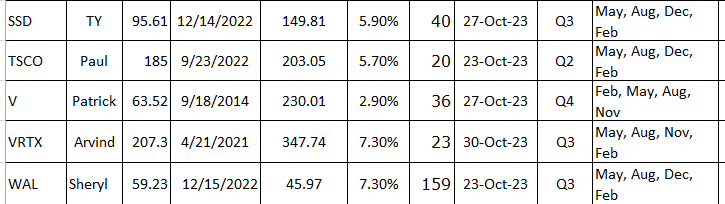 SSD TY 95.61 12/14/2022 149.81 5.90% 40 27-Oct-23 Q3 May, Aug, Dec,
Feb
TSCO Paul 185 9/23/2022 203.05 5.70% 20 23-Oct-23 Q2 May, Aug, Dec,
Feb
V Patrick 63.52 9/18/2014 230.01 2.90% 36 27-Oct-23 Q4 Feb, May, Aug,
Nov
VRTX Arvind 207.3 4/21/2021 347.74 7.30% 23 30-Oct-23 Q3 May, Aug, Nov,
Feb
WAL Sheryl 59.23 12/15/2022 45.97 7.30% 159 23-Oct-23 Q3 May, Aug, Dec,
Feb